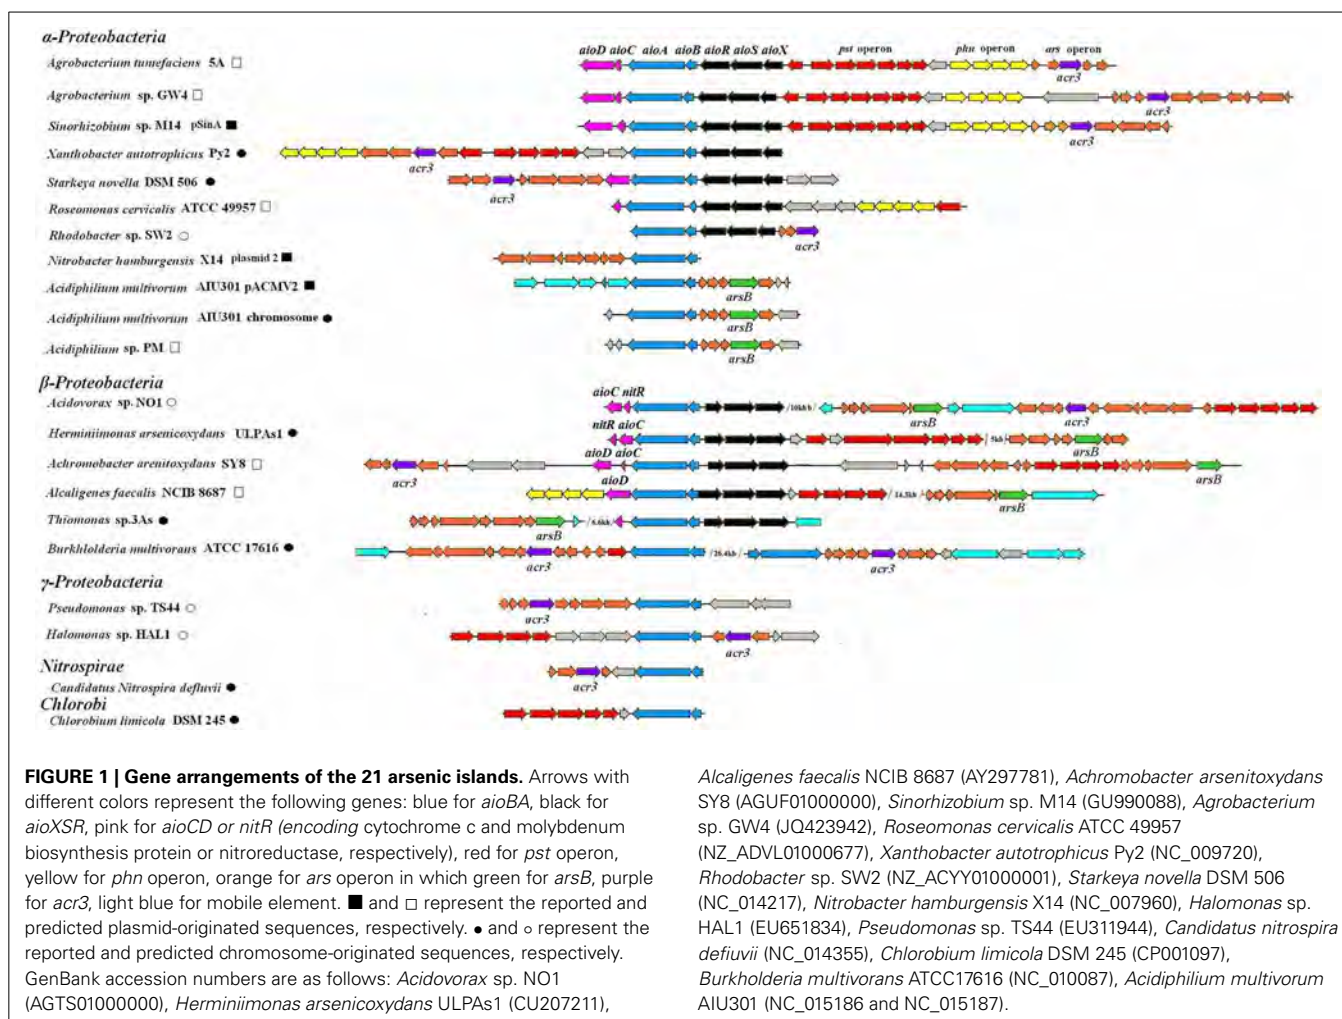 α-Proteobacteria
aioD aioC aioA aioB aioR aioS aioX pst operon phn operon ars operon
Agrobacterium tumefaciens 5A □
acr3
Agrobacterium sp. GW4 □
acr3
Sinorhizobium sp. M14 pSinA ■
acr3
Xanthobacter autotrophicus Py2 ●
acr3
Starkeya novella DSM 506 ●
acr3
Roseomonas cervicalis ATCC 49957 □
Rhodobacter sp. SW2 ○
acr3
Nitrobacter hamburgensis X14 plasmid 2 ■
Acidiphilium multivorum AIU301 pACMV2 ■
arsB
Acidiphilium multivorum AIU301 chromosome ●
arsB
Acidiphilium sp. PM □
arsB
β-Proteobacteria
aioC nitR
Acidovorax sp. NO1 ○
arsB acr3
nitR aioC
Herminiimonas arsenicoxydans ULPAs1 ● / 5kb /
arsB
aioD aioC
Achromobacter arenitoxydans SY8 □
acr3 arsB
aioD
Alcaligenes faecalis NCIB 8687 □
arsB
Thiomonas sp.3As ● / 6.6kb /
arsB
Burkhlolderia multivorans ATCC 17616 ●
acr3 acr3
γ-Proteobacteria
Pseudomonas sp. TS44 ○
acr3
Halomonas sp. HAL1 ○
acr3
Nitrospirae
acr3
Candidatus Nitrospira defluvii ●
Chlorobi
Chlorobium limicola DSM 245 ●
FIGURE 1 | Gene arrangements of the 21 arsenic islands. Arrows with
different colors represent the following genes: blue for aioBA, black for
aioXSR, pink for aioCD or nitR (encoding cytochrome c and molybdenum
biosynthesis protein or nitroreductase, respectively), red for pst operon,
yellow for phn operon, orange for ars operon in which green for arsB, purple
for acr3, light blue for mobile element. ■ and □ represent the reported and
predicted plasmid-originated sequences, respectively. ● and ○ represent the
reported and predicted chromosome-originated sequences, respectively.
GenBank accession numbers are as follows: Acidovorax sp. NO1
(AGTS01000000), Herminiimonas arsenicoxydans ULPAs1 (CU207211),
Alcaligenes faecalis NCIB 8687 (AY297781), Achromobacter arsenitoxydans
SY8 (AGUF01000000), Sinorhizobium sp. M14 (GU990088), Agrobacterium
sp. GW4 (JQ423942), Roseomonas cervicalis ATCC 49957
(NZ_ADVL01000677), Xanthobacter autotrophicus Py2 (NC_009720),
Rhodobacter sp. SW2 (NZ_ACYY01000001), Starkeya novella DSM 506
(NC_014217), Nitrobacter hamburgensis X14 (NC_007960), Halomonas sp.
HAL1 (EU651834), Pseudomonas sp. TS44 (EU311944), Candidatus nitrospira
defiuvii (NC_014355), Chlorobium limicola DSM 245 (CP001097),
Burkholderia multivorans ATCC17616 (NC_010087), Acidiphilium multivorum
AIU301 (NC_015186 and NC_015187).